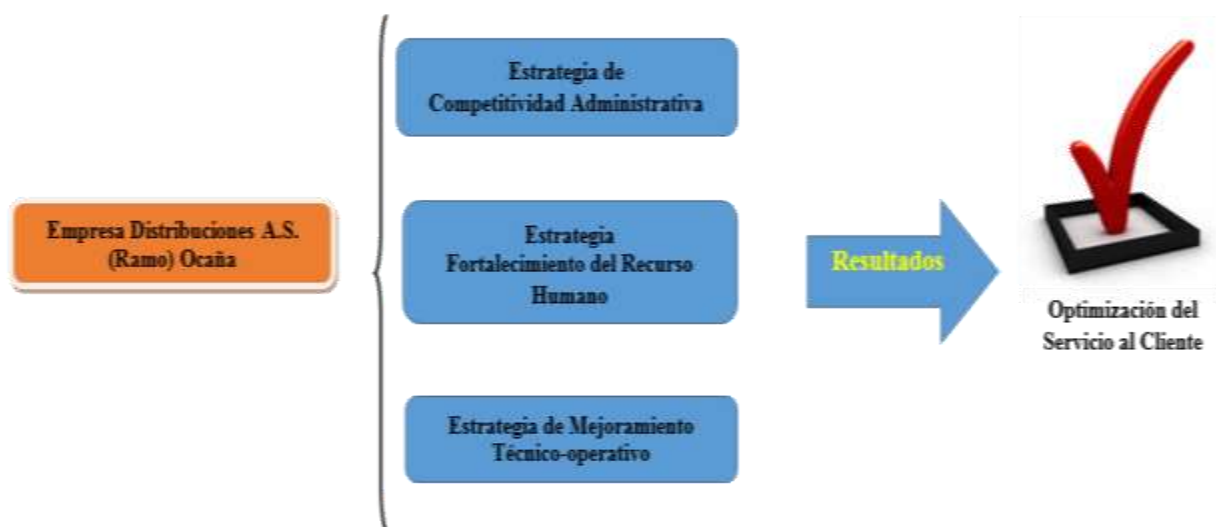 Empresa Distribuciones A.S.
(Ramo) Ocaña
Estrategia de
Competitividad Administrativa
Estrategia
Fortalecimiento del Recurso
Humano
Estrategia de Mejoramiento
Técnico-operativo
Resultados
Optimización del
Servicio al Cliente